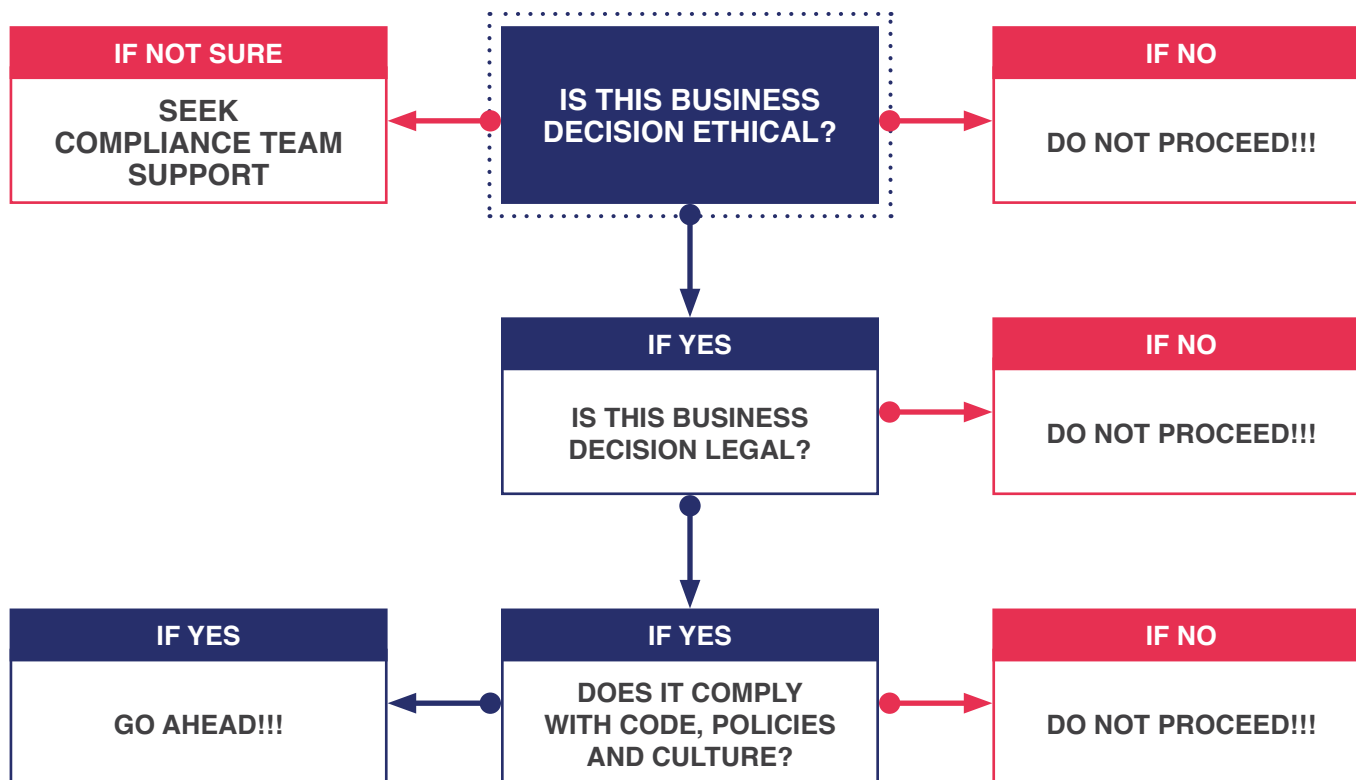 IF NOT SURE
SEEK
COMPLIANCE TEAM
SUPPORT
IS THIS BUSINESS
DECISION ETHICAL?
IF NO
DO NOT PROCEED!!!
IF YES
IS THIS BUSINESS
DECISION LEGAL?
IF NO
DO NOT PROCEED!!!
IF YES
GO AHEAD!!!
IF YES
DOES IT COMPLY
WITH CODE, POLICIES
AND CULTURE?
IF NO
DO NOT PROCEED!!!